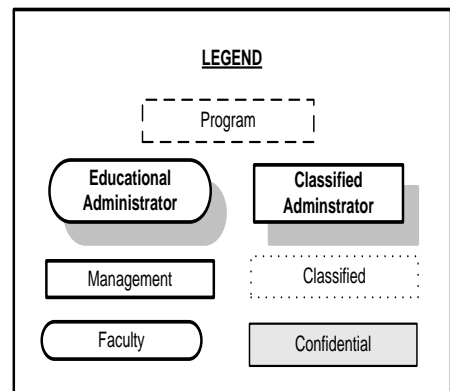 LEGEND
Program
Educational
Administrator
Classified
Adminstrator
Management
Classified
Faculty
Confidential